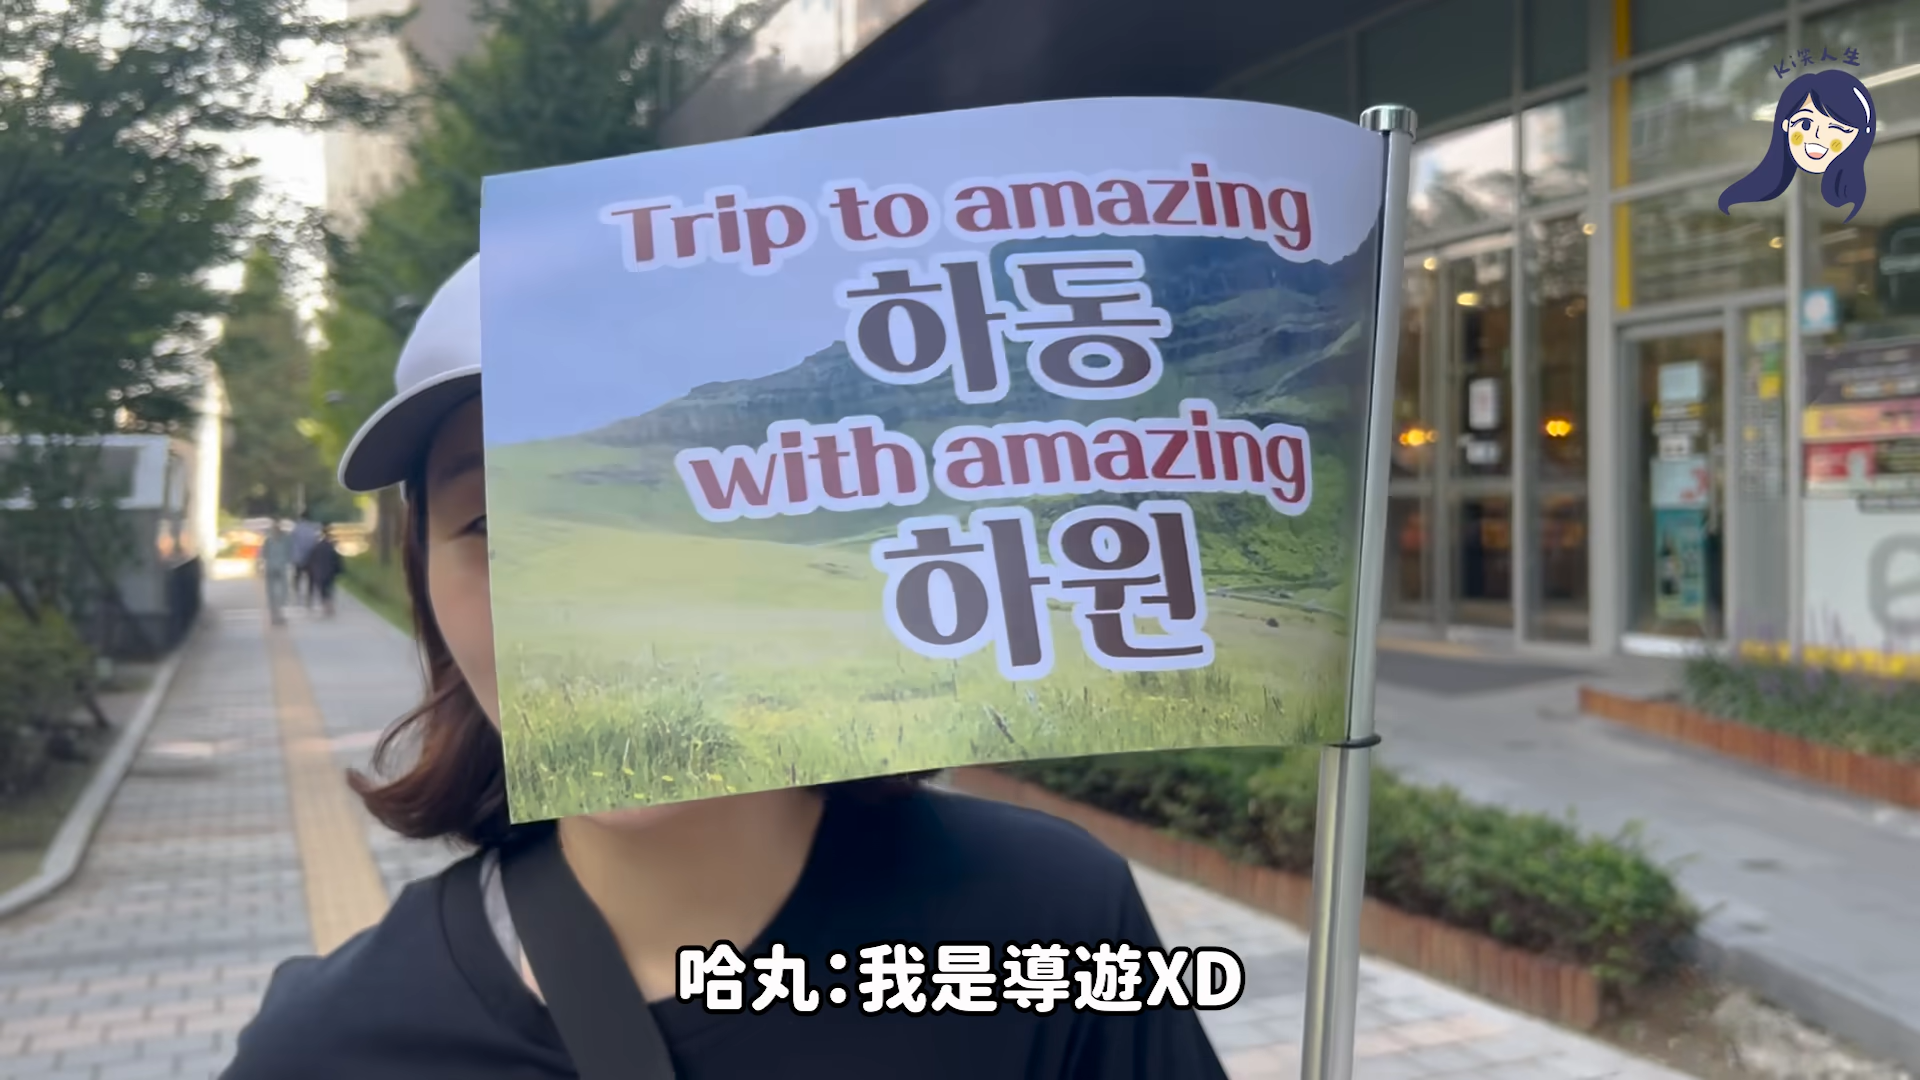 Ki笑人生
Trip to amazing
하동
with amazing
하원
哈丸:我是導遊XD